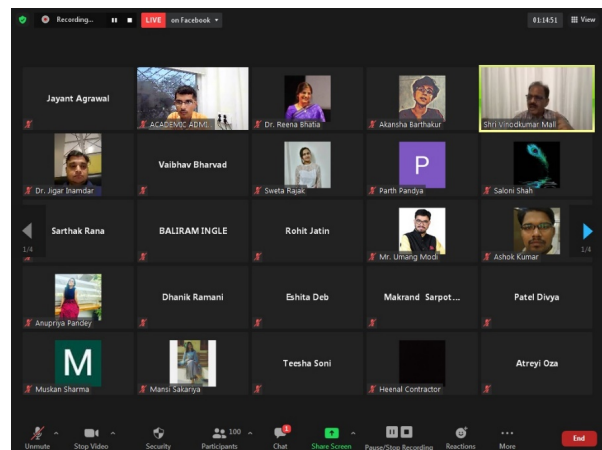 Recording...
LIVE on Facebook
01:14:51
View
Jayant Agrawal
ACADEMIC ADMI
Dr. Reena Bhatia
Akansha Barthakur
Shri Vinodkumar Mall
Dr. Jigar Inamdar
Vaibhav Bharvad
Sweta Rajak
P
Parth Pandya
Saloni Shah
1/4
Sarthak Rana
BALIRAM INGLE
Rohit Jatin
Mr. Umang Modi
Ashok Kumar
1/4
Anupriya Pandey
Dhanik Ramani
Eshita Deb
Makrand Sarpot...
Patel Divya
M
Muskan Sharma
Mansi Sakariya
Teesha Soni
Heenal Contractor
Atreyi Oza
Unmute
Stop Video
Security
100
Participants
1
Chat
Share Screen
Pause/Stop Recording
Reactions
More
End